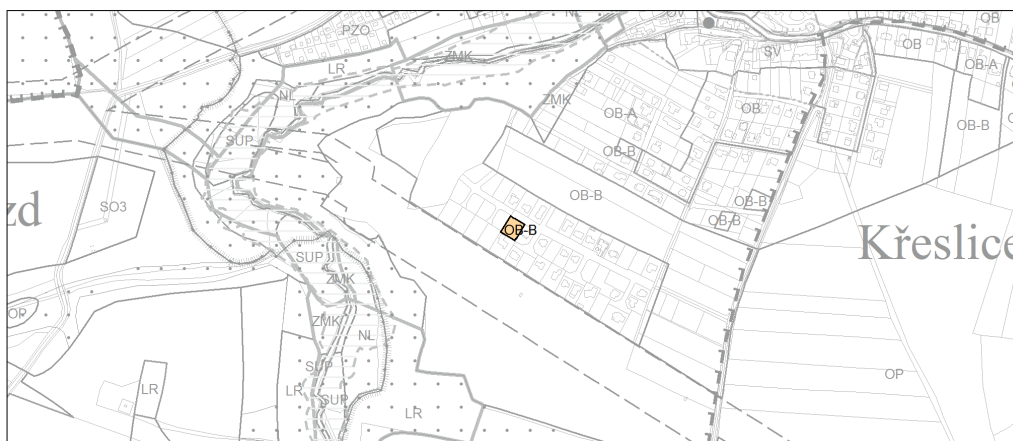 NL
OV
OB
PZO
ZMK
SV
OB
LR
OB-A
NL
ZMK
OB-A
OB
OB-B
SUP
OB-B
OB-B
OB-B
SO3
OB-B
OB-B
zd
Křeslice
SUP
ZMK
OP
ZMK
NL
SUP
OP
LR
LR
SUP
LR